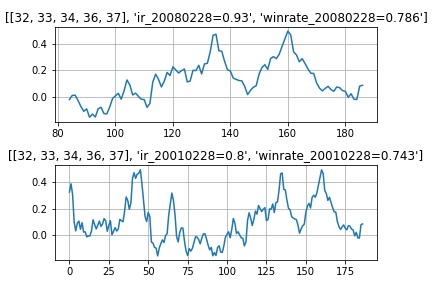 [[32, 33, 34, 36, 37], 'ir_20080228=0.93', 'winrate_20080228=0.786']
0.4
0.2
0.0
80 100 120 140 160 180
[[32, 33, 34, 36, 37], 'ir_20010228=0.8', 'winrate_20010228=0.743']
0.4
0.2
0.0
0 25 50 75 100 125 150 175